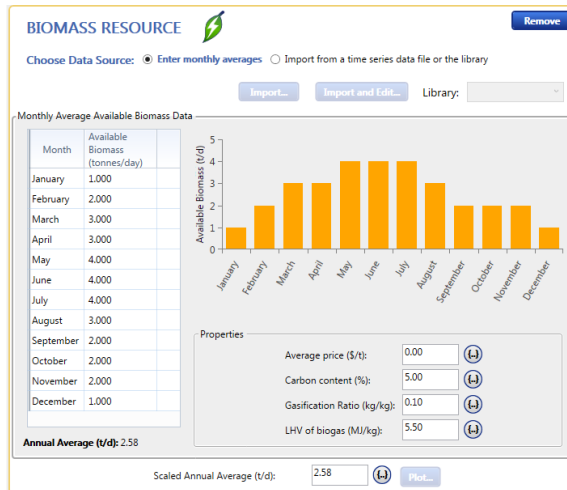 BIOMASS RESOURCE
Remove
Choose Data Source: Enter monthly averages Import from a time series data file or the library
Import... Import and Edit... Library:
Monthly Average Available Biomass Data
Month Available Biomass (tonnes/day)
January 1.000
February 2.000
March 3.000
April 3.000
May 4.000
June 4.000
July 4.000
August 3.000
September 2.000
October 2.000
November 2.000
December 1.000
Annual Average (t/d): 2.58
Available Biomass (t/d)
5
4
3
2
1
0
January February March April May June July August September October November December
Properties
Average price ($/t): 0.00 {..}
Carbon content (%): 5.00 {..}
Gasification Ratio (kg/kg): 0.10 {..}
LHV of biogas (MJ/kg): 5.50 {..}
Scaled Annual Average (t/d): 2.58 {..} Plot...